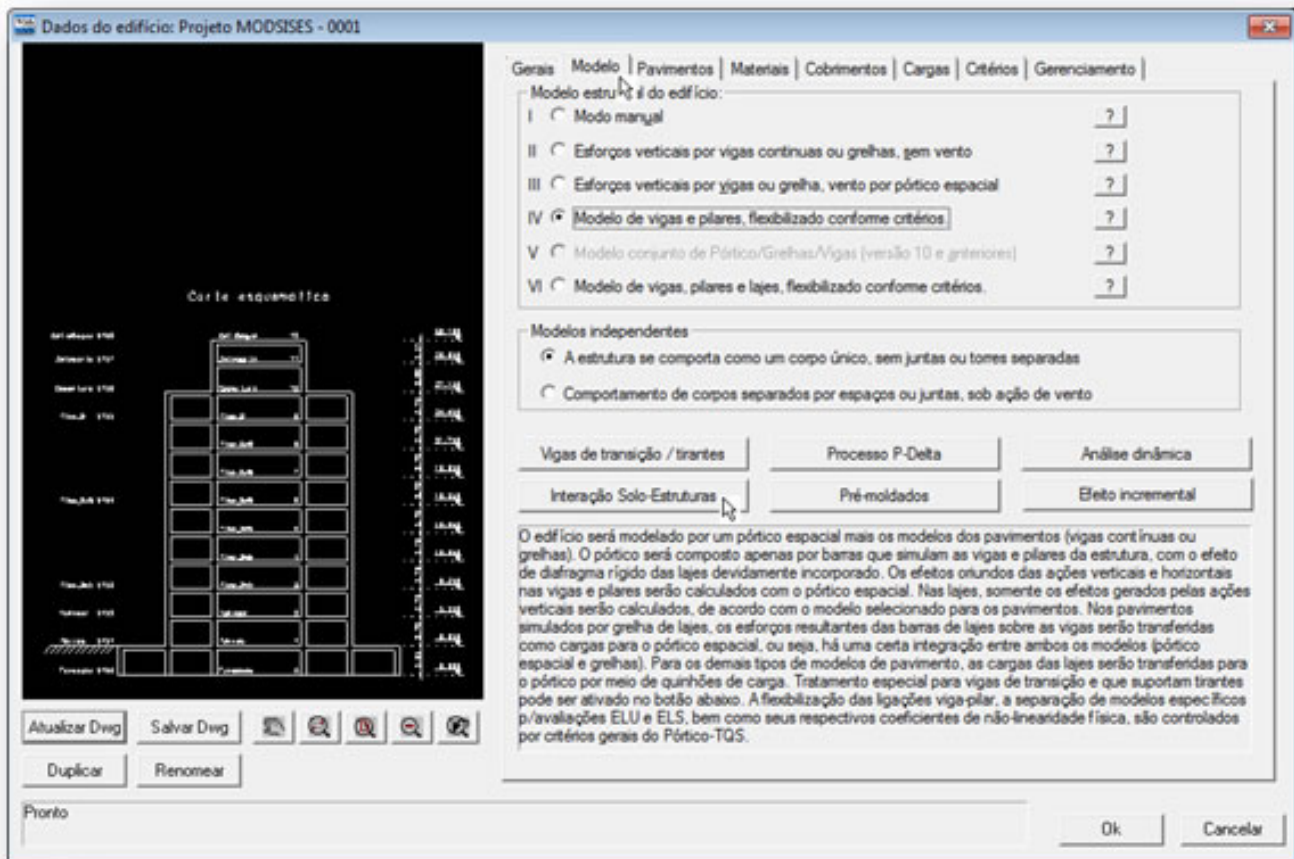 Dados do edifício: Projeto MODSISES - 0001
Gerais Modelo Pavimentos Materiais Cobrimentos Cargas Critérios Gerenciamento
Modelo estru l do edifício:
I Modo manual ?
II Esforços verticais por vigas continuas ou grelhas, sem vento ?
III Esforços verticais por vigas ou grelha, vento por pórtico espacial ?
IV Modelo de vigas e pilares, flexibilizado conforme critérios. ?
V Modelo conjunto de Pórtico/Grelhas/Vigas (versão 10 e anteriores) ?
VI Modelo de vigas, pilares e lajes, flexibilizado conforme critérios. ?
Corte esquemático
Modelos independentes
A estrutura se comporta como um corpo único, sem juntas ou torres separadas
Comportamento de corpos separados por espaços ou juntas, sob ação de vento
Vigas de transição / tirantes Processo P-Delta Análise dinâmica
Interação Solo-Estruturas Pré-moldados Efeito incremental
O edifício será modelado por um pórtico espacial mais os modelos dos pavimentos (vigas contínuas ou
grelhas). O pórtico será composto apenas por barras que simulam as vigas e pilares da estrutura, com o efeito
de diafragma rígido das lajes devidamente incorporado. Os efeitos oriundos das ações verticais e horizontais
nas vigas e pilares serão calculados com o pórtico espacial. Nas lajes, somente os efeitos gerados pelas ações
verticais serão calculados, de acordo com o modelo selecionado para os pavimentos. Nos pavimentos
simulados por grelha de lajes, os esforços resultantes das barras de lajes sobre as vigas serão transferidas
como cargas para o pórtico espacial, ou seja, há uma certa integração entre ambos os modelos (pórtico
espacial e grelhas). Para os demais tipos de modelos de pavimento, as cargas das lajes serão transferidas para
o pórtico por meio de quinhões de carga. Tratamento especial para vigas de transição e que suportam tirantes
pode ser ativado no botão abaixo. A flexibilização das ligações viga-pilar, a separação de modelos específicos
p/avaliações ELU e ELS, bem como seus respectivos coeficientes de não-linearidade física, são controlados
por critérios gerais do Pórtico-TQS.
Atualizar Dwg Salvar Dwg
Duplicar Renomear
Pronto
Ok Cancelar